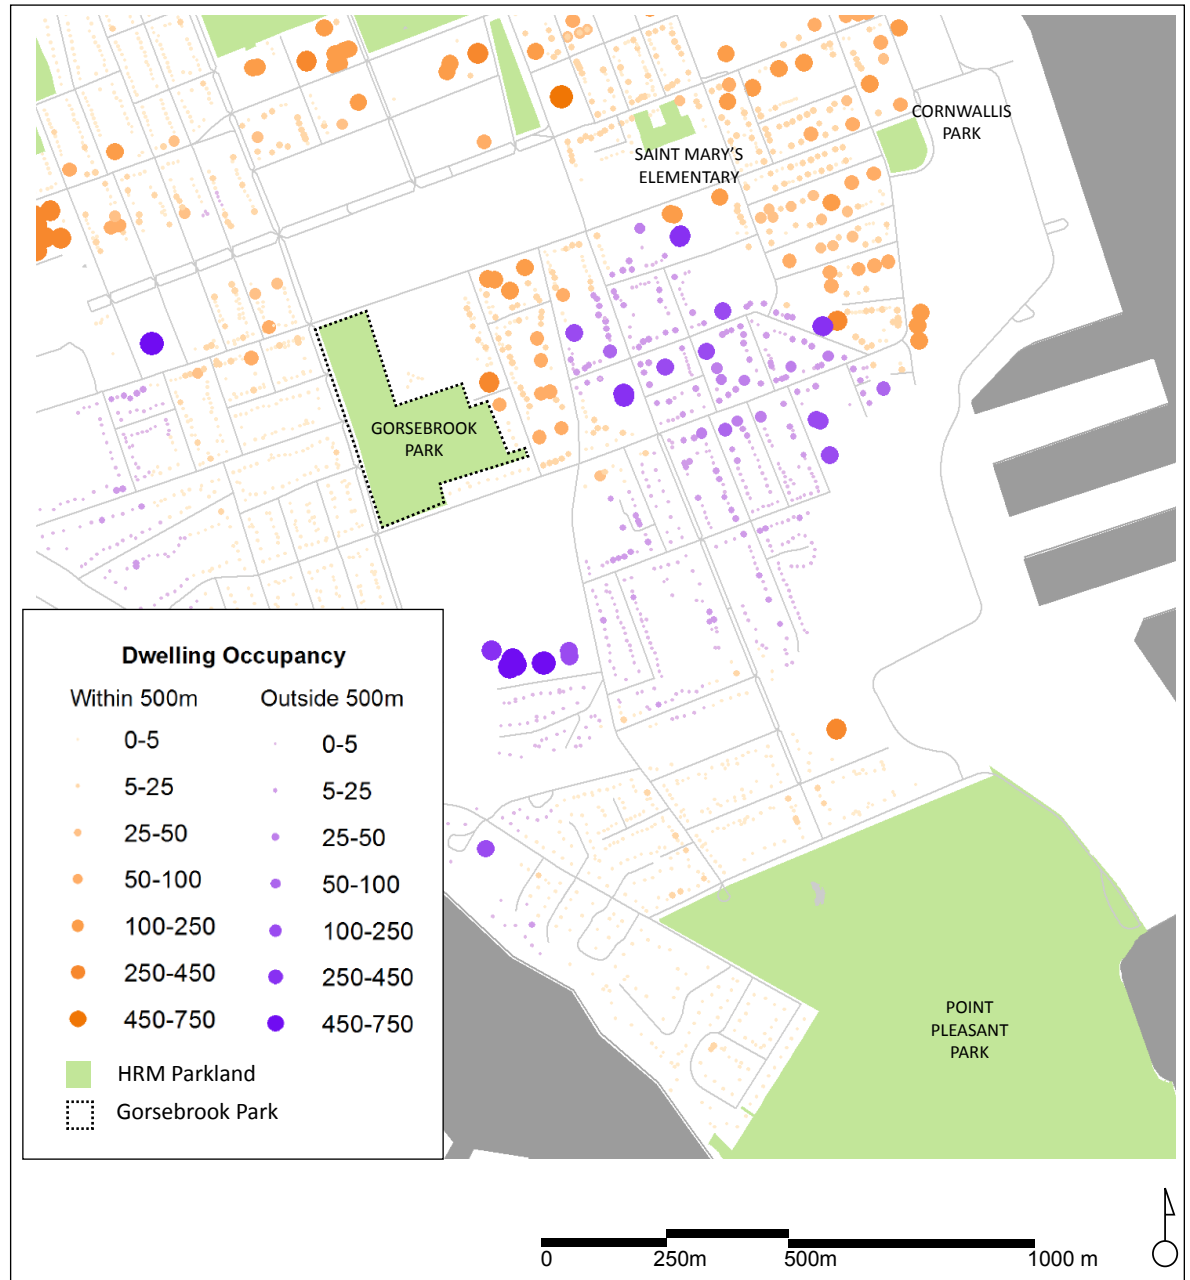 CORNWALLIS
PARK
SAINT MARY'S
ELEMENTARY
GORSEBROOK
PARK
Dwelling Occupancy
Within 500m Outside 500m
0-5 0-5
5-25 5-25
25-50 25-50
50-100 50-100
100-250 100-250
250-450 250-450
450-750 450-750
HRM Parkland
Gorsebrook Park
POINT
PLEASANT
PARK
0 250m 500m 1000 m